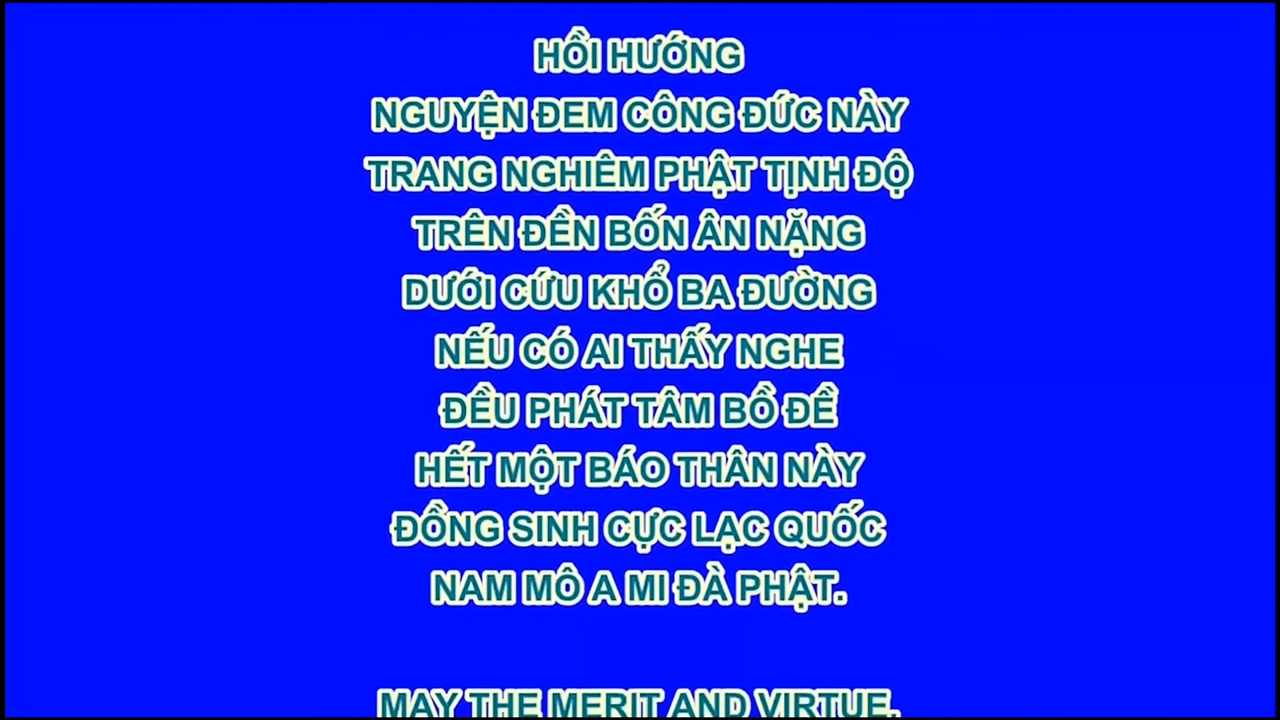 HỒI HƯỚNG
NGUYỆN ĐEM CÔNG ĐỨC NÀY
TRANG NGHIÊM PHẬT TỊNH ĐỘ
TRÊN ĐỀN BỐN ÂN NẶNG
DƯỚI CỨU KHỔ BA ĐƯỜNG
NẾU CÓ AI THẤY NGHE
ĐỀU PHÁT TÂM BỒ ĐỀ
HẾT MỘT BÁO THÂN NÀY
ĐỒNG SINH CỰC LẠC QUỐC
NAM MÔ A MI ĐÀ PHẬT.
MAY THE MERIT AND VIRTUE,